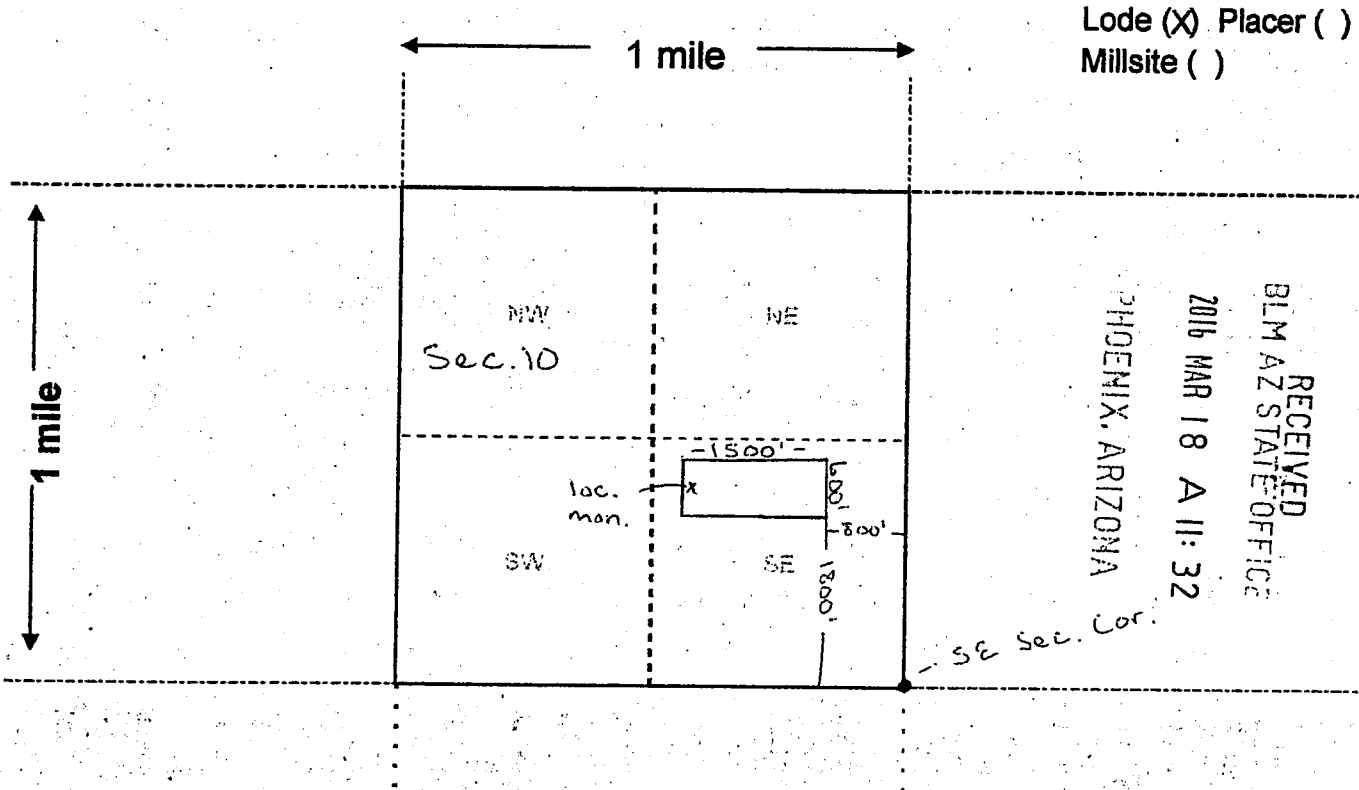 Lode (X) Placer ( )
Millsite ( )
1 mile
1 mile
NW
NE
Sec. 10
-1500'-
600'
loc.
mon.
-800'-
SW
SE
1800'
SE Sec. Cor.
RECEIVED
BLM AZ STATE OFFICE
2016 MAR 18 A 11:32
PHOENIX, ARIZONA